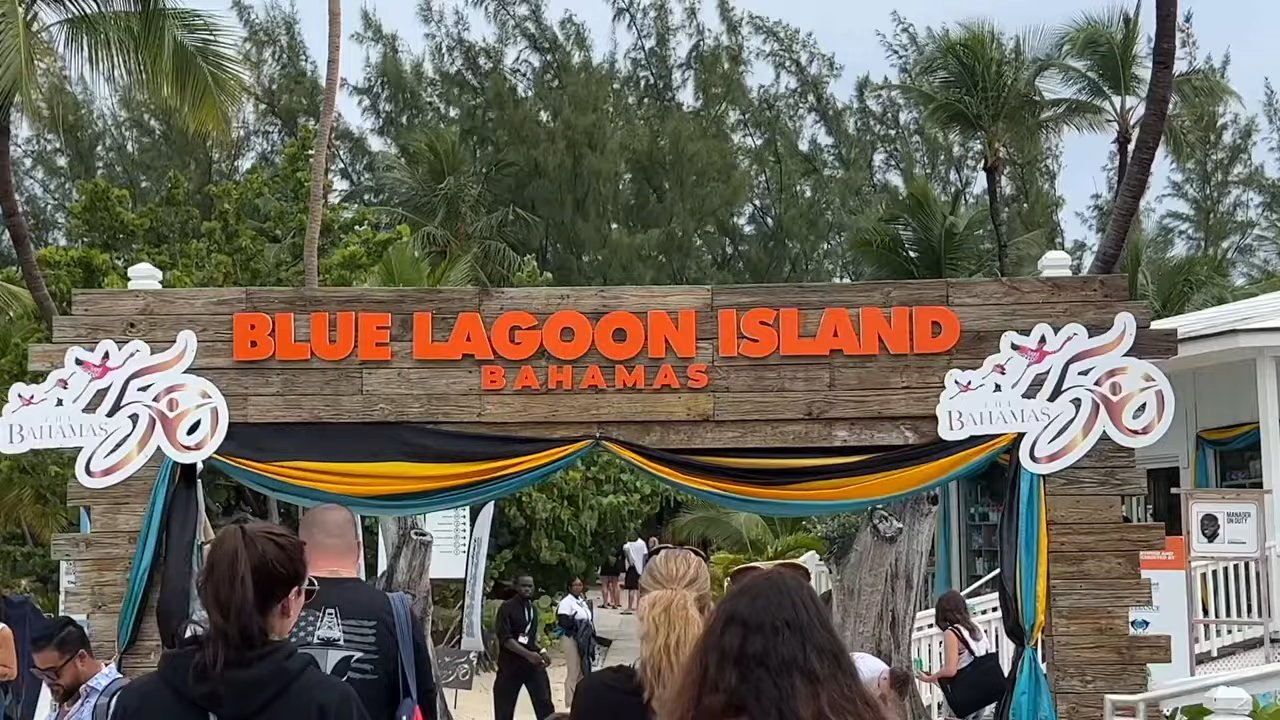 BLUE LAGOON ISLAND
BAHAMAS
THE
BAHAMAS
50
THE
BAHAMAS
50
MANAGER
ON DUTY